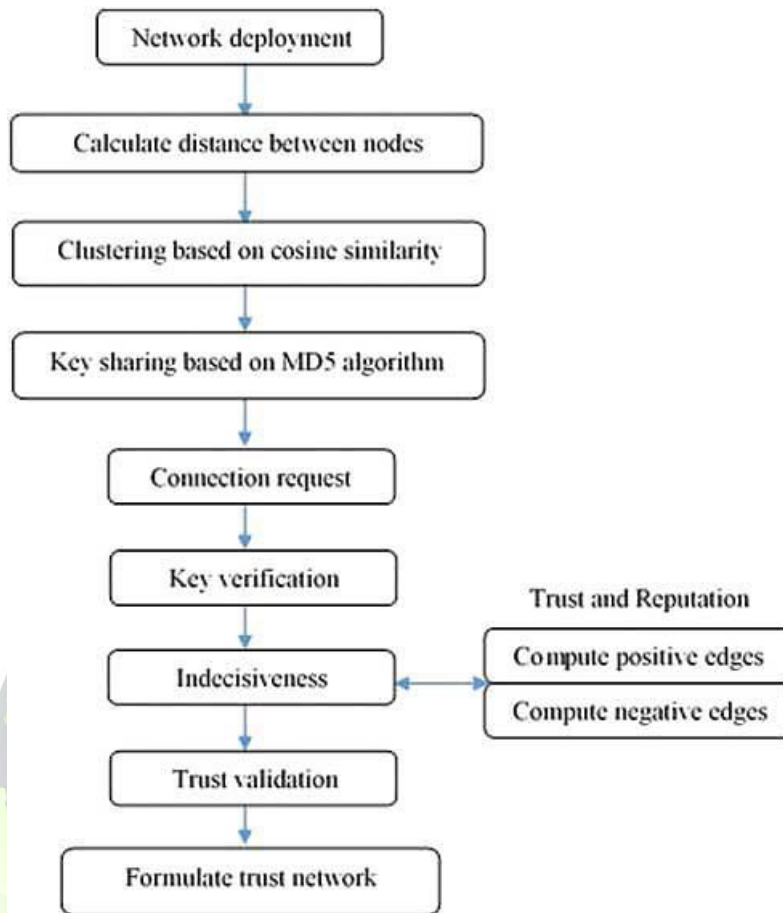 Network deployment
Calculate distance between nodes
Clustering based on cosine similarity
Key sharing based on MD5 algorithm
Connection request
Key verification
Trust and Reputation
Indecisiveness
Compute positive edges
Compute negative edges
Trust validation
Formulate trust network